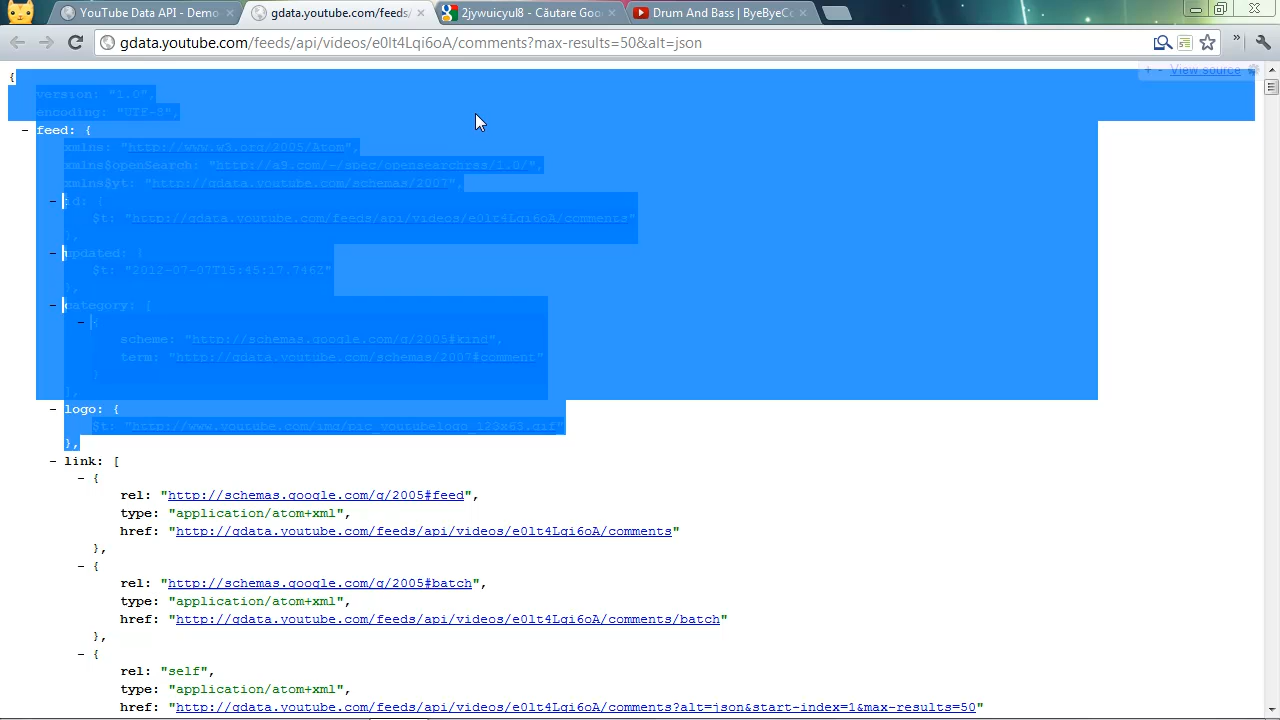 YouTube Data API - Demo
gdata.youtube.com/feeds/
2jywuicyul8 - Căutare Goo
Drum And Bass | ByeByeCo
gdata.youtube.com/feeds/api/videos/e0lt4Lqi6oA/comments?max-results=50&alt=json
+ - View source
{
version: "1.0",
encoding: "UTF-8",
- feed: {
xmlns: "http://www.w3.org/2005/Atom",
xmlns$openSearch: "http://a9.com/-/spec/opensearchrss/1.0/",
xmlns$yt: "http://gdata.youtube.com/schemas/2007",
- id: {
$t: "http://gdata.youtube.com/feeds/api/videos/e0lt4Lqi6oA/comments"
},
- updated: {
$t: "2012-07-07T15:45:17.746Z"
},
- category: [
- {
scheme: "http://schemas.google.com/g/2005#kind",
term: "http://gdata.youtube.com/schemas/2007#comment"
}
],
- logo: {
$t: "http://www.youtube.com/img/pic_youtubelogo_123x63.gif"
},
- link: [
- {
rel: "http://schemas.google.com/g/2005#feed",
type: "application/atom+xml",
href: "http://gdata.youtube.com/feeds/api/videos/e0lt4Lqi6oA/comments"
},
- {
rel: "http://schemas.google.com/g/2005#batch",
type: "application/atom+xml",
href: "http://gdata.youtube.com/feeds/api/videos/e0lt4Lqi6oA/comments/batch"
},
- {
rel: "self",
type: "application/atom+xml",
href: "http://gdata.youtube.com/feeds/api/videos/e0lt4Lqi6oA/comments?alt=json&start-index=1&max-results=50"